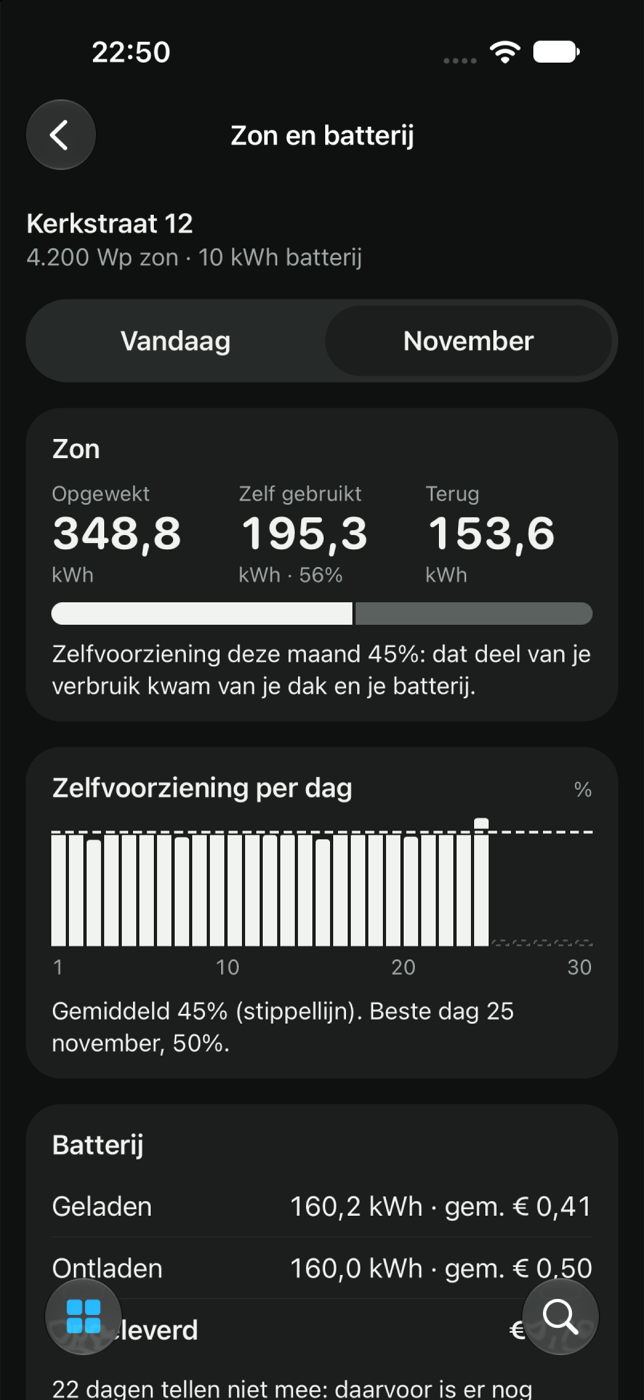 22:50
Zon en batterij
Kerkstraat 12
4.200 Wp zon · 10 kWh batterij
Vandaag
November
Zon
Opgewekt
Zelf gebruikt
Terug
348,8
195,3
153,6
kWh
kWh · 56%
kWh
Zelfvoorziening deze maand 45%: dat deel van je
verbruik kwam van je dak en je batterij.
Zelfvoorziening per dag
%
1
10
20
30
Gemiddeld 45% (stippellijn). Beste dag 25
november, 50%.
Batterij
Geladen
160,2 kWh · gem. € 0,41
Ontladen
160,0 kWh · gem. € 0,50
€
22 dagen tellen niet mee: daarvoor is er nog